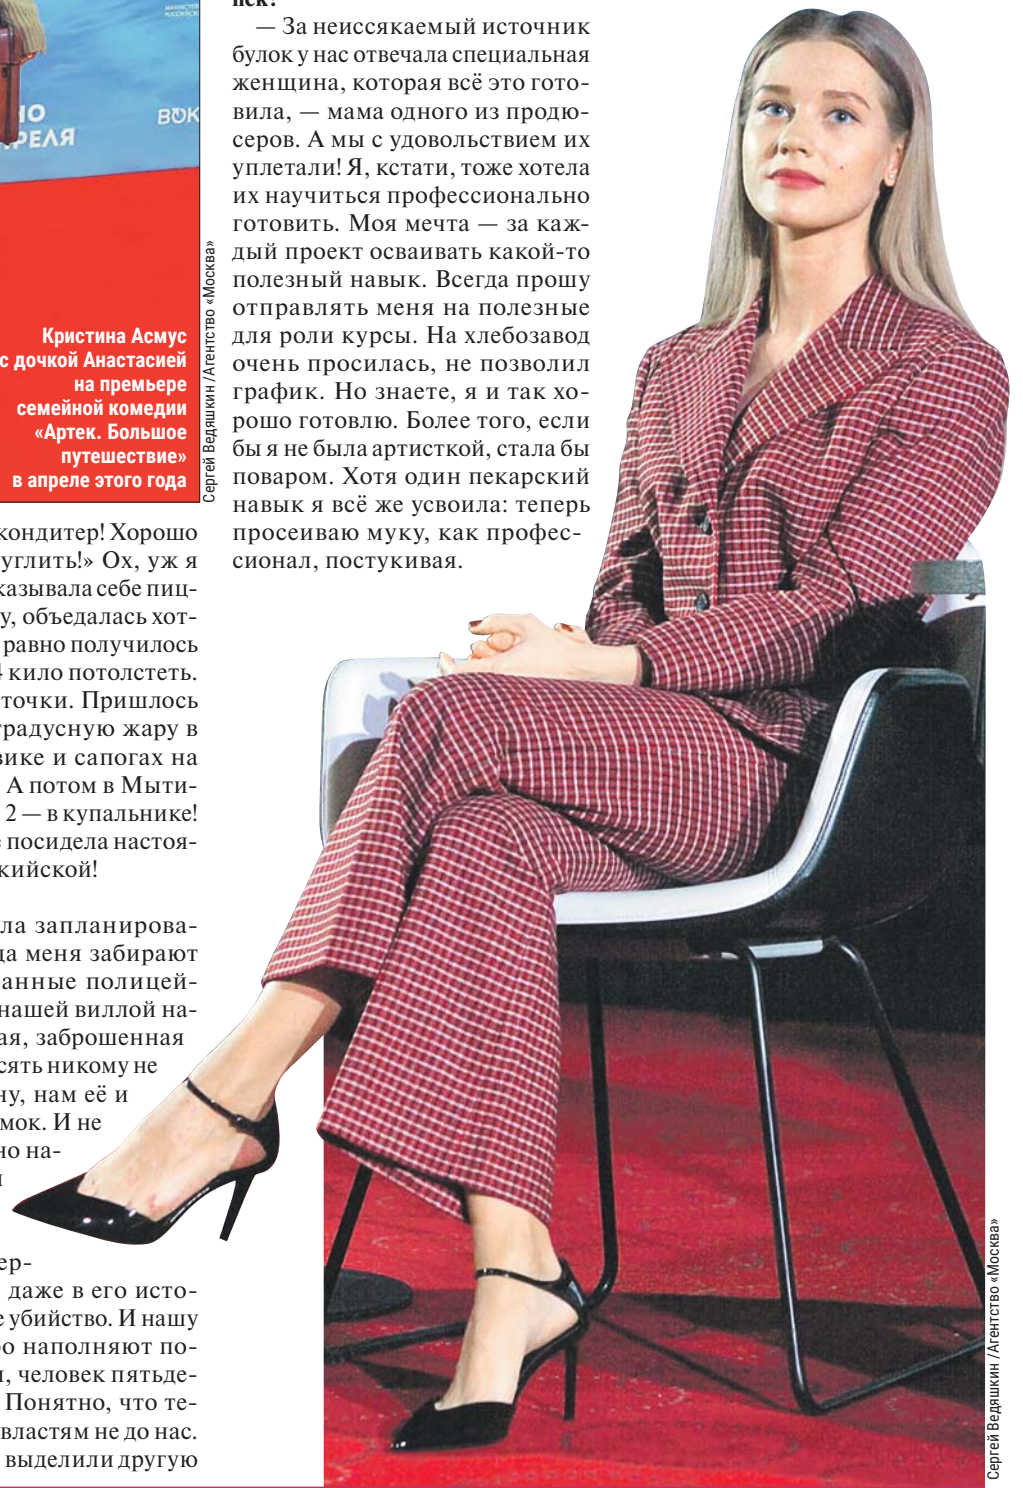 МИНИСТЕР
РОССИЙСКО
НО
ПРЕЛЯ
ВОК
Кристина Асмус
с дочкой Анастасией
на премьере
семейной комедии
«Артек. Большое
путешествие»
в апреле этого года
Сергей Ведяшкин /Агентство «Москва»
кондитер! Хорошо
углить!» Ох, уж я
казывала себе пиц-
у, объедалась хот-
равно получилось
4 кило потолстеть.
точки. Пришлось
градусную жару в
вике и сапогах на
А потом в Мыти-
2 — в купальнике!
е посидела настоя-
кийской!
ла запланирова-
да меня забирают
анные полицей-
нашей виллой на-
ая, заброшенная
сять никому не
ну, нам её и
мок. И не
но на-
ер-
даже в его исто-
е убийство. И нашу
ро наполняют по-
и, человек пятьде-
Понятно, что те-
властям не до нас.
выделили другую
пск?
— За неиссякаемый источник
булок у нас отвечала специальная
женщина, которая всё это гото-
вила, — мама одного из продю-
серов. А мы с удовольствием их
уплетали! Я, кстати, тоже хотела
их научиться профессионально
готовить. Моя мечта — за каж-
дый проект осваивать какой-то
полезный навык. Всегда прошу
отправлять меня на полезные
для роли курсы. На хлебозавод
очень просилась, не позволил
график. Но знаете, я и так хо-
рошо готовлю. Более того, если
бы я не была артисткой, стала бы
поваром. Хотя один пекарский
навык я всё же усвоила: теперь
просеиваю муку, как профес-
сионал, постукивая.
Сергей Ведяшкин /Агентство «Москва»